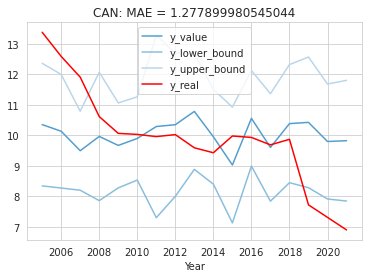 CAN: MAE = 1.277899980545044
y_value
y_lower_bound
y_upper_bound
y_real
13
12
11
10
9
8
7
2006 2008 2010 2012 2014 2016 2018 2020
Year